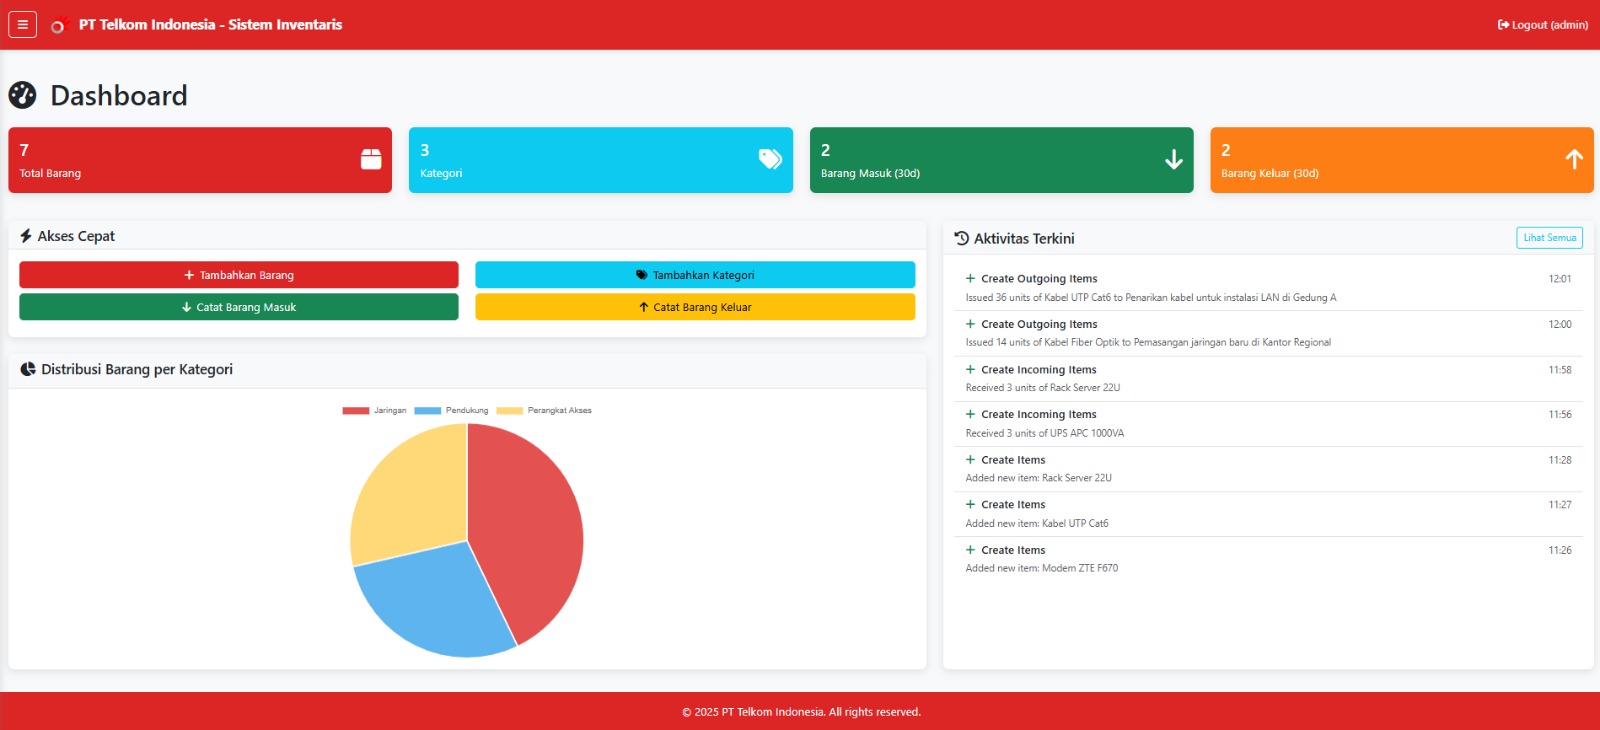 PT Telkom Indonesia - Sistem Inventaris
Logout (admin)
Dashboard
7
Total Barang
3
Kategori
2
Barang Masuk (30d)
2
Barang Keluar (30d)
Akses Cepat
Tambahkan Barang
Tambahkan Kategori
Catat Barang Masuk
Catat Barang Keluar
Distribusi Barang per Kategori
Jaringan
Pendukung
Perangkat Akses
Aktivitas Terkini
Lihat Semua
Create Outgoing Items 12:01
Issued 36 units of Kabel UTP Cat6 to Penarikan kabel untuk instalasi LAN di Gedung A
Create Outgoing Items 12:00
Issued 14 units of Kabel Fiber Optik to Pemasangan jaringan baru di Kantor Regional
Create Incoming Items 11:58
Received 3 units of Rack Server 22U
Create Incoming Items 11:56
Received 3 units of UPS APC 1000VA
Create Items 11:28
Added new item: Rack Server 22U
Create Items 11:27
Added new item: Kabel UTP Cat6
Create Items 11:26
Added new item: Modem ZTE F670
© 2025 PT Telkom Indonesia. All rights reserved.